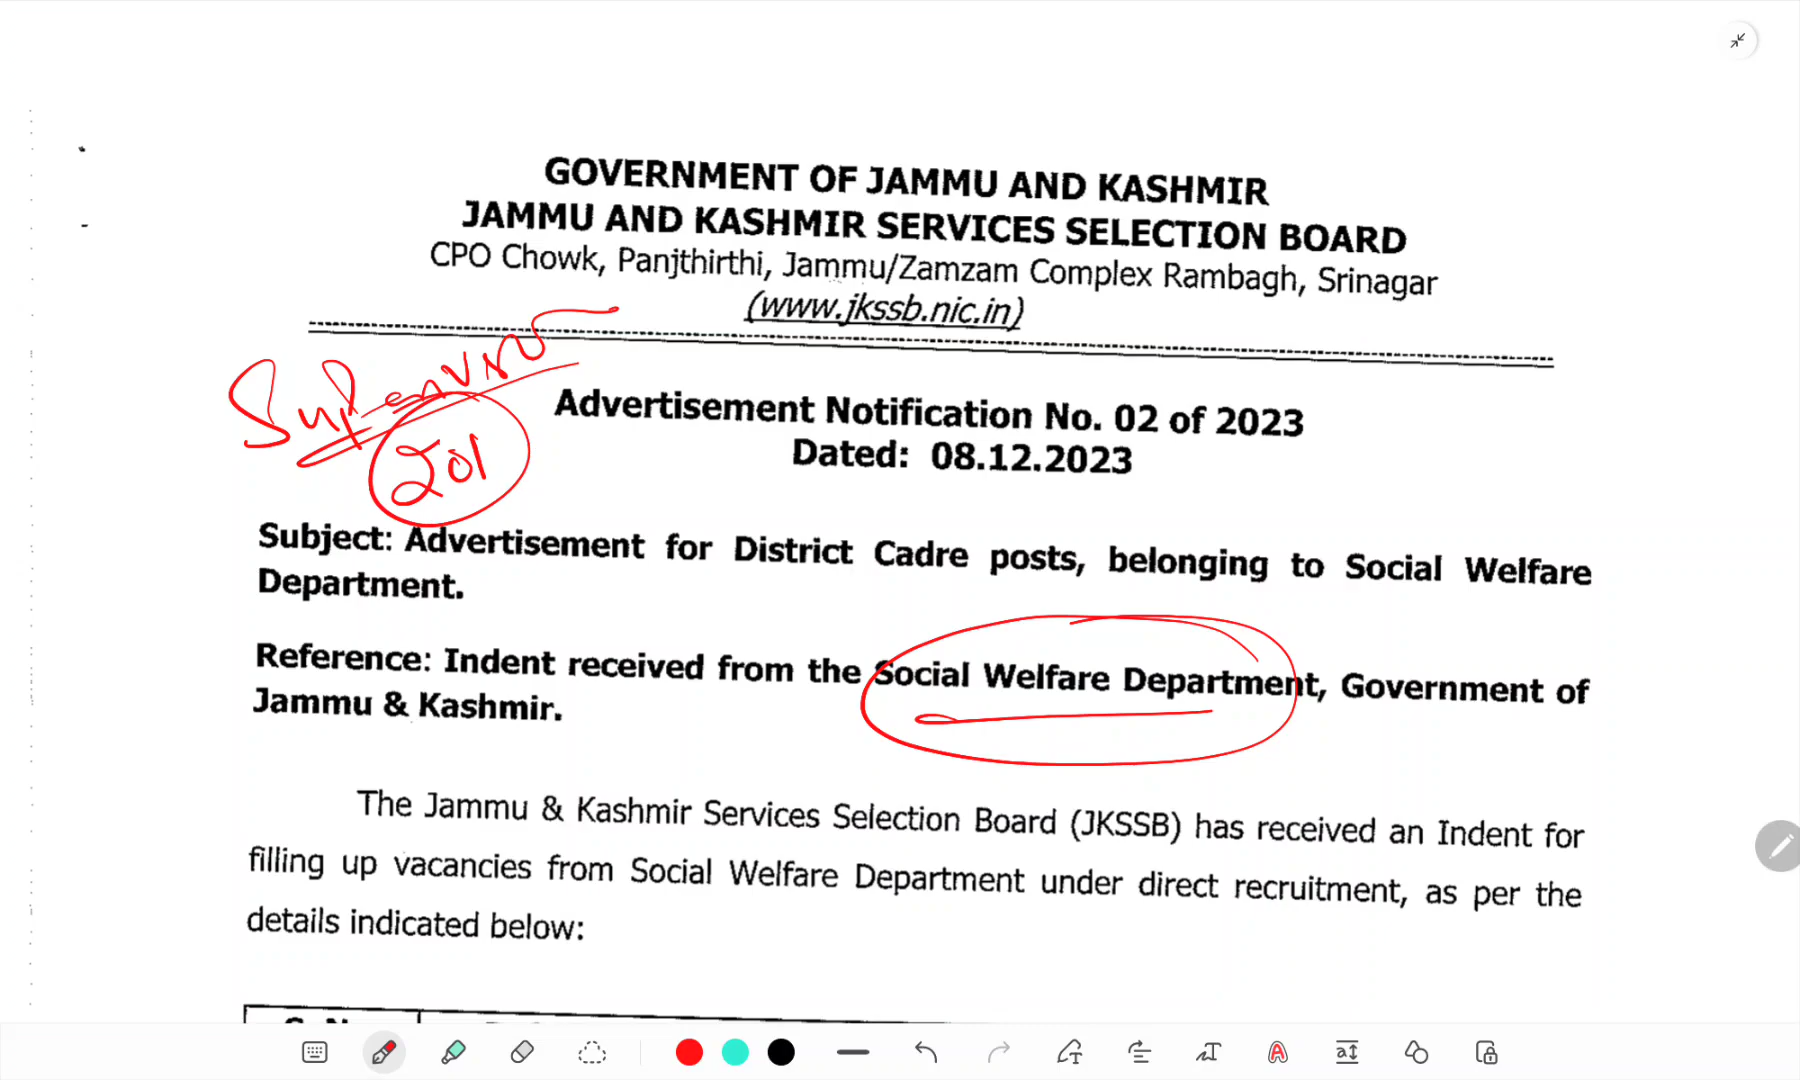 GOVERNMENT OF JAMMU AND KASHMIR
JAMMU AND KASHMIR SERVICES SELECTION BOARD
CPO Chowk, Panjthirthi, Jammu/Zamzam Complex Rambagh, Srinagar
(www.jkssb.nic.in)
Supervisor
201
Advertisement Notification No. 02 of 2023
Dated: 08.12.2023
Subject: Advertisement for District Cadre posts, belonging to Social Welfare
Department.
Reference: Indent received from the Social Welfare Department, Government of
Jammu & Kashmir.
The Jammu & Kashmir Services Selection Board (JKSSB) has received an Indent for
filling up vacancies from Social Welfare Department under direct recruitment, as per the
details indicated below: